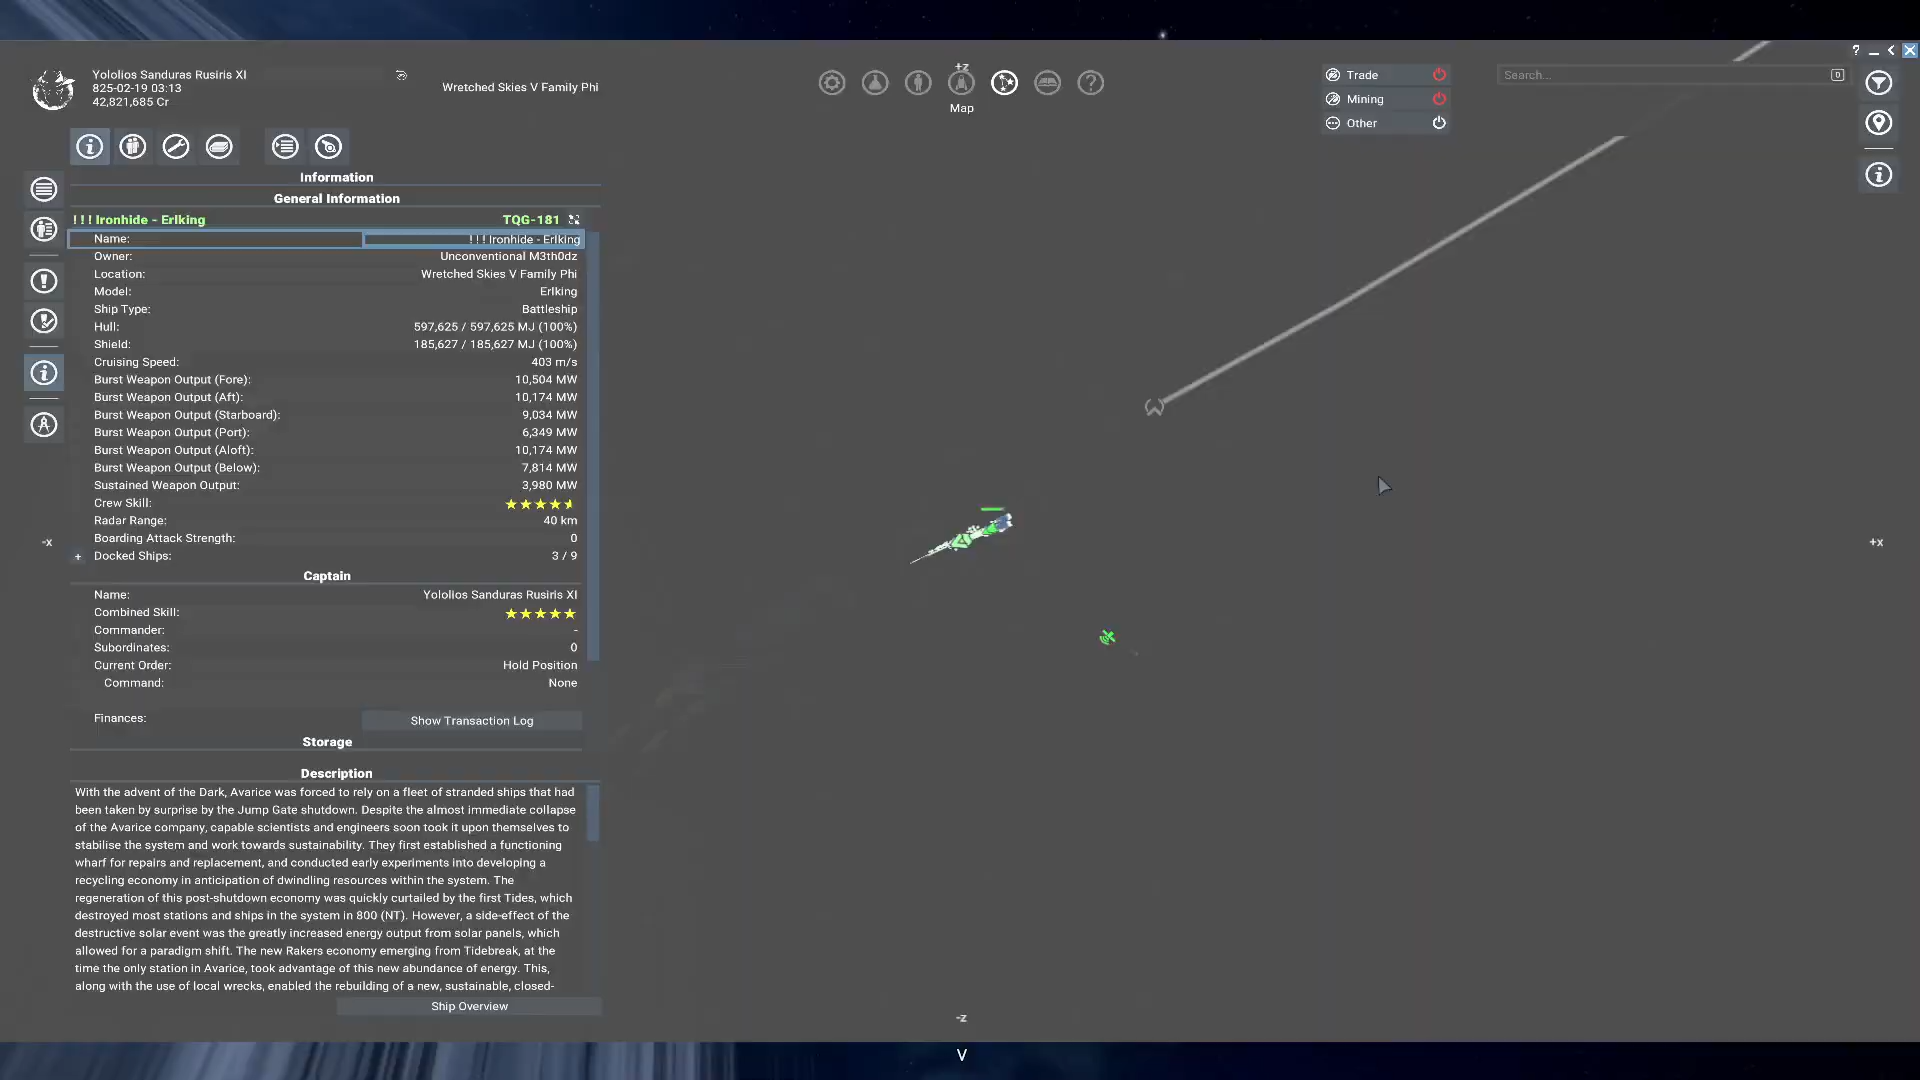 Yololios Sanduras Rusiris XI
825-02-19 03:13
42,821,685 Cr
Wretched Skies V Family Phi
+z
Map
Trade
Mining
Other
Search...
Information
General Information
!!! Ironhide - Erlking TQG-181
Name: !!! Ironhide - Erlking
Owner: Unconventional M3th0dz
Location: Wretched Skies V Family Phi
Model: Erlking
Ship Type: Battleship
Hull: 597,625 / 597,625 MJ (100%)
Shield: 185,627 / 185,627 MJ (100%)
Cruising Speed: 403 m/s
Burst Weapon Output (Fore): 10,504 MW
Burst Weapon Output (Aft): 10,174 MW
Burst Weapon Output (Starboard): 9,034 MW
Burst Weapon Output (Port): 6,349 MW
Burst Weapon Output (Aloft): 10,174 MW
Burst Weapon Output (Below): 7,814 MW
Sustained Weapon Output: 3,980 MW
Crew Skill:
Radar Range: 40 km
Boarding Attack Strength: 0
+ Docked Ships: 3 / 9
Captain
Name: Yololios Sanduras Rusiris XI
Combined Skill:
Commander: -
Subordinates: 0
Current Order: Hold Position
Command: None
Finances: Show Transaction Log
Storage
Description
With the advent of the Dark, Avarice was forced to rely on a fleet of stranded ships that had
been taken by surprise by the Jump Gate shutdown. Despite the almost immediate collapse
of the Avarice company, capable scientists and engineers soon took it upon themselves to
stabilise the system and work towards sustainability. They first established a functioning
wharf for repairs and replacement, and conducted early experiments into developing a
recycling economy in anticipation of dwindling resources within the system. The
regeneration of this post-shutdown economy was quickly curtailed by the first Tides, which
destroyed most stations and ships in the system in 800 (NT). However, a side-effect of the
destructive solar event was the greatly increased energy output from solar panels, which
allowed for a paradigm shift. The new Rakers economy emerging from Tidebreak, at the
time the only station in Avarice, took advantage of this new abundance of energy. This,
along with the use of local wrecks, enabled the rebuilding of a new, sustainable, closed-
Ship Overview
-x
+x
-z
V